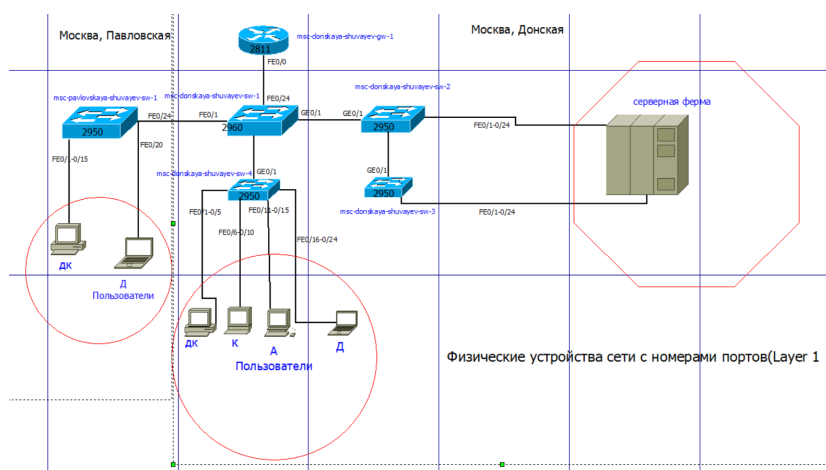 Москва, Павловская
msc-donskaya-shuvayev-gw-1
Москва, Донская
2811
FE0/0
msc-donskaya-shuvayev-sw-2
msc-pavlovskaya-shuvayev-sw-1
msc-donskaya-shuvayev-sw-1
FE0/24
серверная ферма
FE0/24
FE0/1
GE0/1
GE0/1
2950
2960
2950
FE0/1-0/24
FE0/20
FE0/1-0/15
GE0/1
GE0/1
msc-donskaya-shuvayev-sw-4
2950
2950
FE0/1-0/5
FE0/11-0/15
msc-donskaya-shuvayev-sw-3
FE0/1-0/24
FE0/6-0/10
FE0/16-0/24
ДК
Д
Пользователи
ДК
К
А
Д
Пользователи
Физические устройства сети с номерами портов(Layer 1